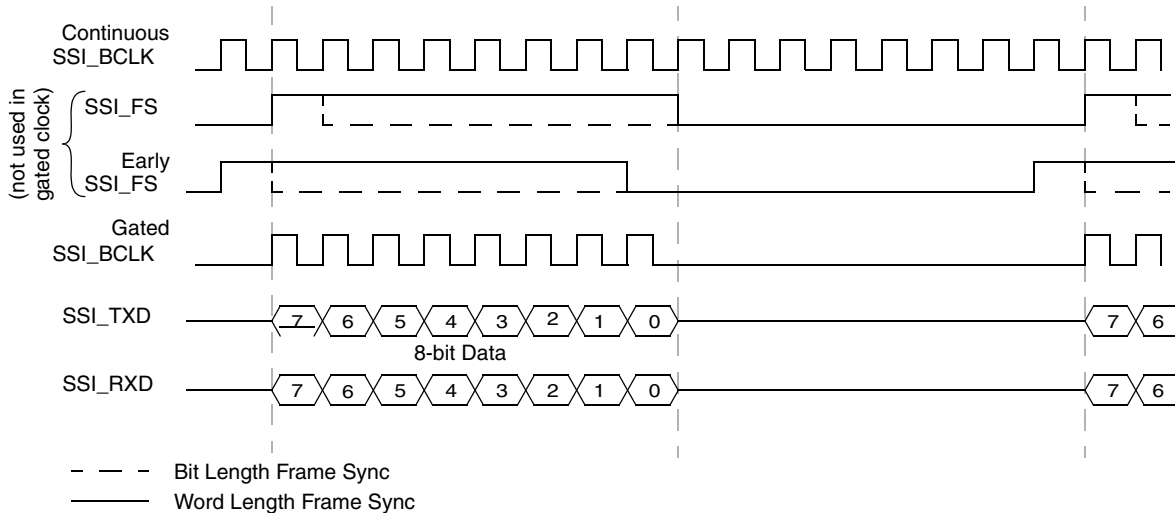 Continuous
SSI_BCLK
(not used in
gated clock)
SSI_FS
Early
SSI_FS
Gated
SSI_BCLK
SSI_TXD
7 6 5 4 3 2 1 0 7 6
8-bit Data
SSI_RXD
7 6 5 4 3 2 1 0 7 6
Bit Length Frame Sync
Word Length Frame Sync